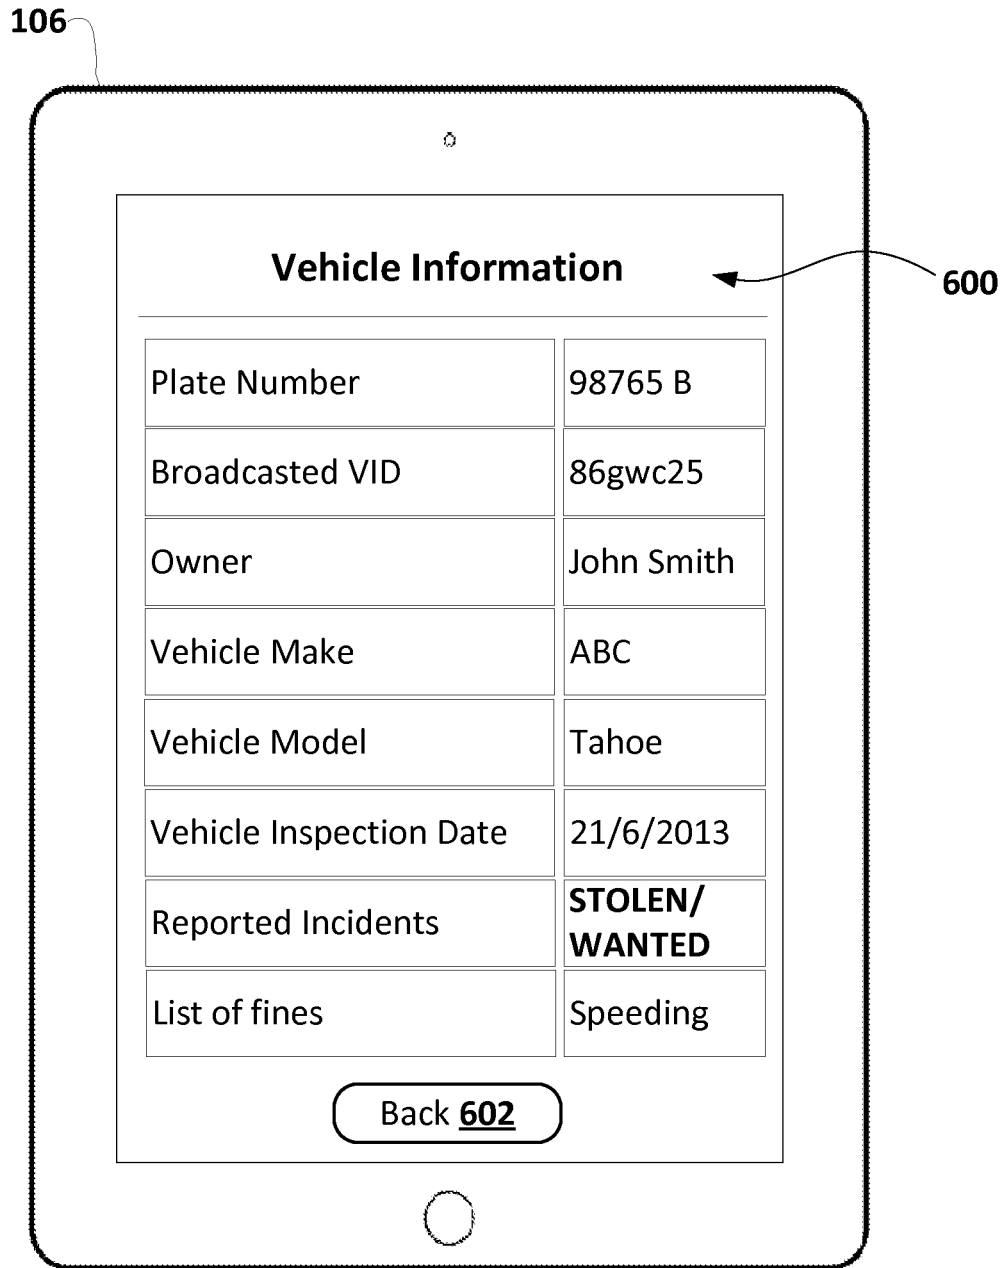 106
Vehicle Information
600
Plate Number 98765 B
Broadcasted VID 86gwc25
Owner John Smith
Vehicle Make ABC
Vehicle Model Tahoe
Vehicle Inspection Date 21/6/2013
Reported Incidents STOLEN/
WANTED
List of fines Speeding
Back 602